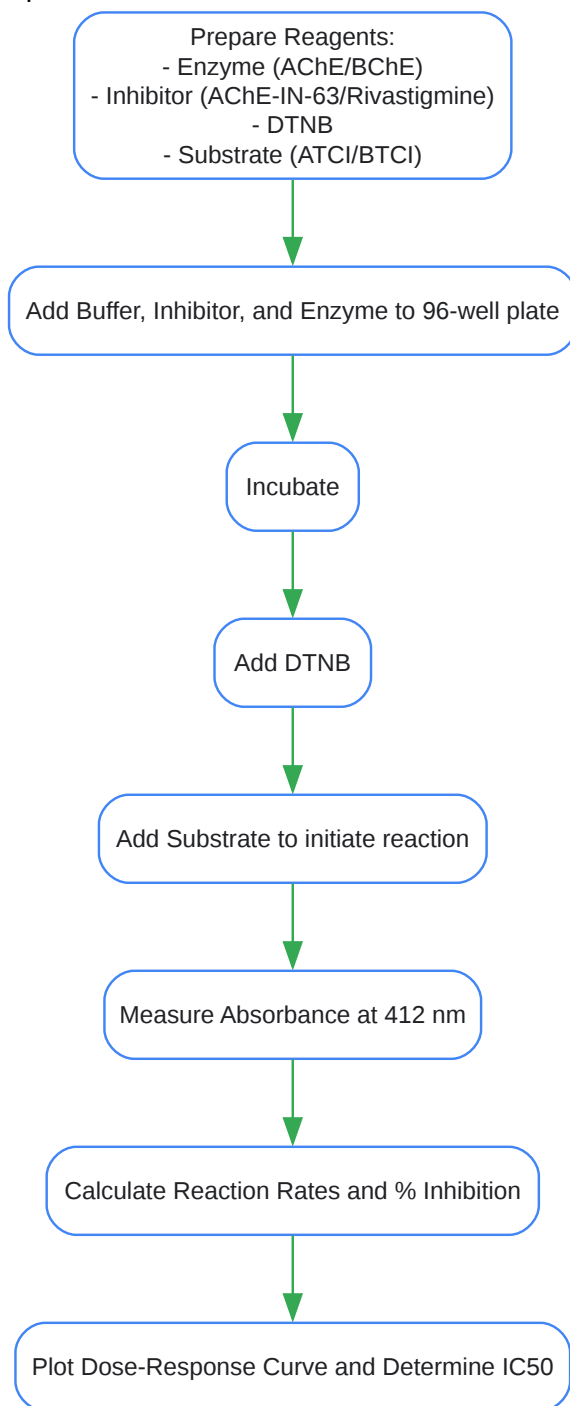 Prepare Reagents:
- Enzyme (AChE/BChE)
- Inhibitor (AChE-IN-63/Rivastigmine)
- DTNB
- Substrate (ATCI/BTCI)
Add Buffer, Inhibitor, and Enzyme to 96-well plate
Incubate
Add DTNB
Add Substrate to initiate reaction
Measure Absorbance at 412 nm
Calculate Reaction Rates and % Inhibition
Plot Dose-Response Curve and Determine IC50